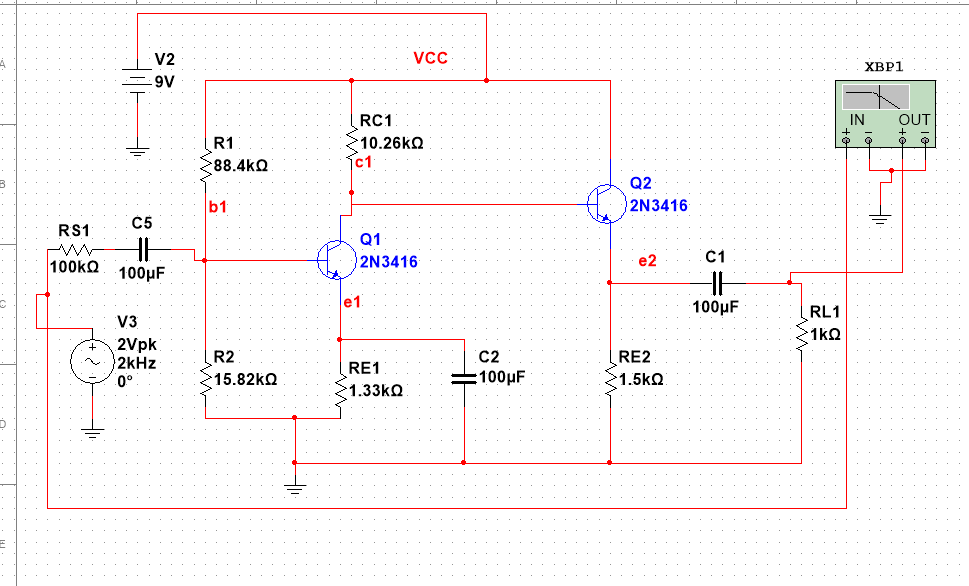 VCC
V2
9V
XBP1
IN OUT
+ - + -
A
RC1
10.26kΩ
c1
R1
88.4kΩ
b1
B
Q2
2N3416
RS1
100kΩ
C5
100µF
Q1
2N3416
e1
e2
C1
100µF
C
V3
2Vpk
2kHz
0°
RL1
1kΩ
R2
15.82kΩ
RE1
1.33kΩ
C2
100µF
RE2
1.5kΩ
D
E